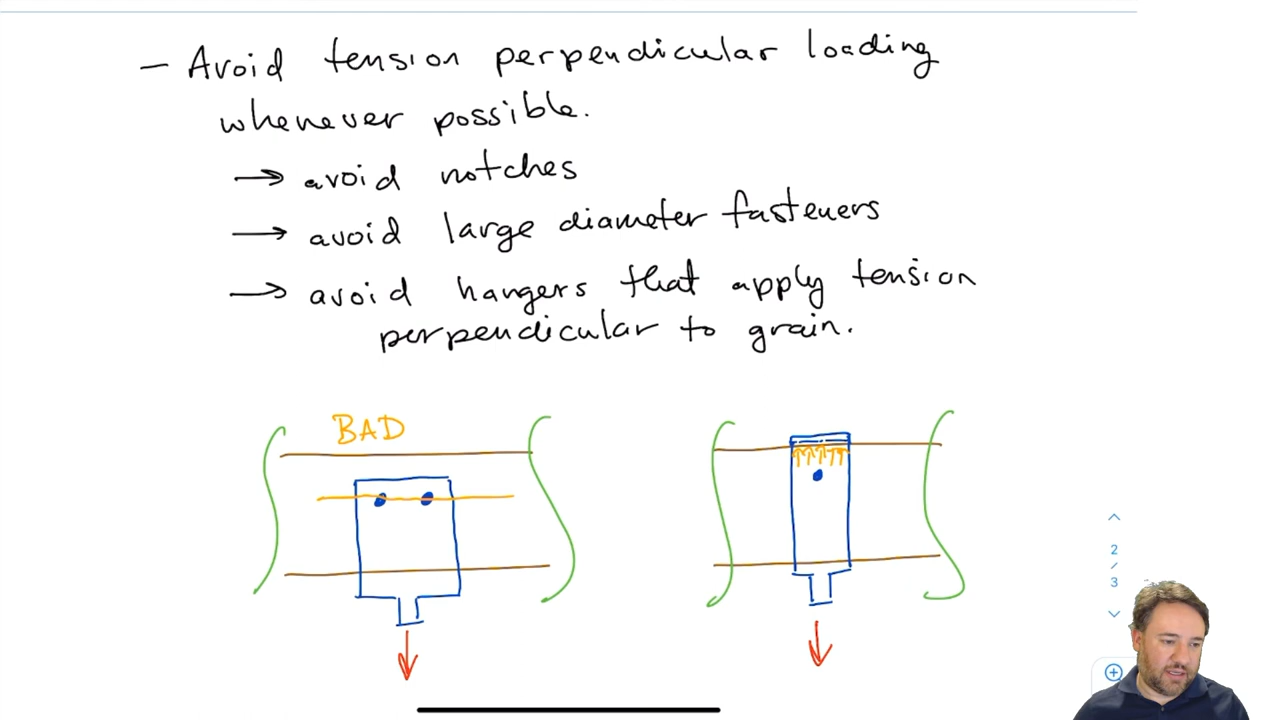 - Avoid tension perpendicular loading
whenever possible.
→ avoid notches
→ avoid large diameter fasteners
→ avoid hangers that apply tension
perpendicular to grain.
BAD
2
/
3